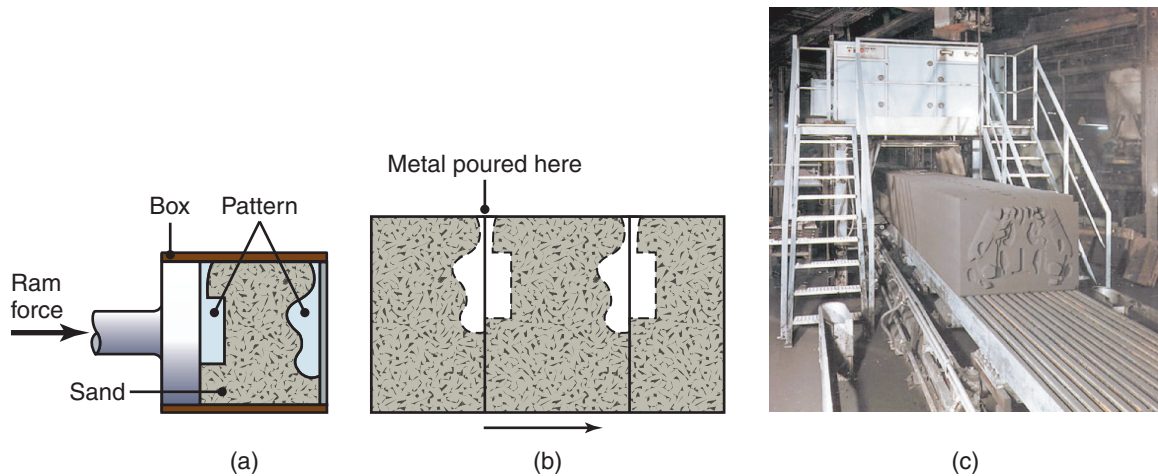 Metal poured here
Box
Pattern
Ram
force
Sand
(a)
(b)
(c)